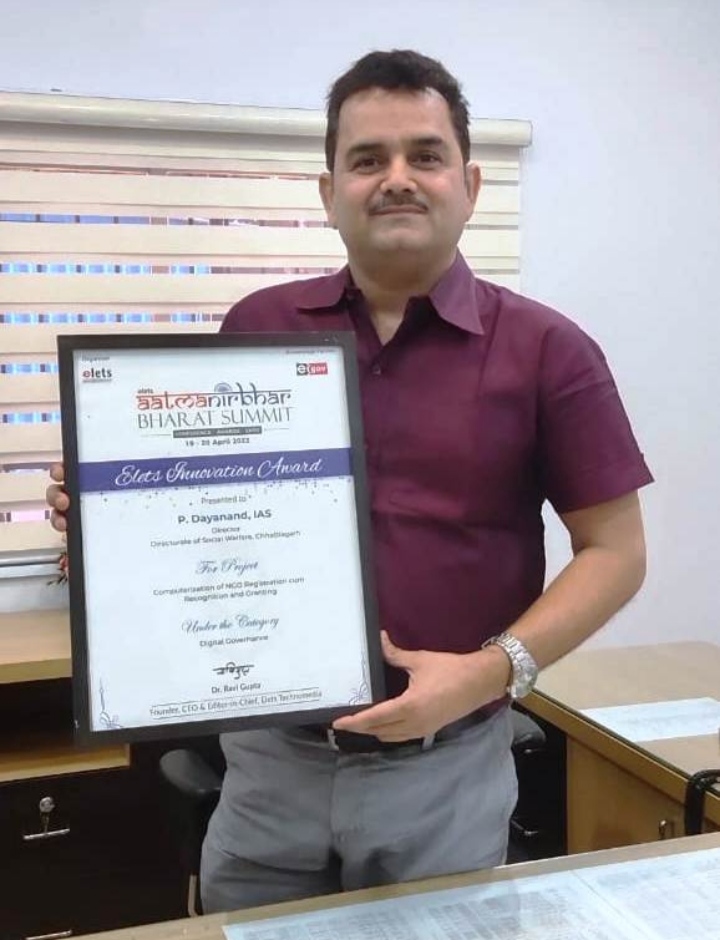 Organiser
elets
Knowledge Partner
egov
elets
aatmanirbhar
BHARAT SUMMIT
CONFERENCE AWARDS EXPO
19 - 20 April 2022
Elets Innovation Award
Presented to
P. Dayanand, IAS
Director
Directorate of Social Welfare, Chhattisgarh
For Project
Computerization of NGO Registration cum
Recognition and Granting
Under the Category
Digital Governance
Dr. Ravi Gupta
Founder, CEO & Editor-in-Chief, Elets Technomedia